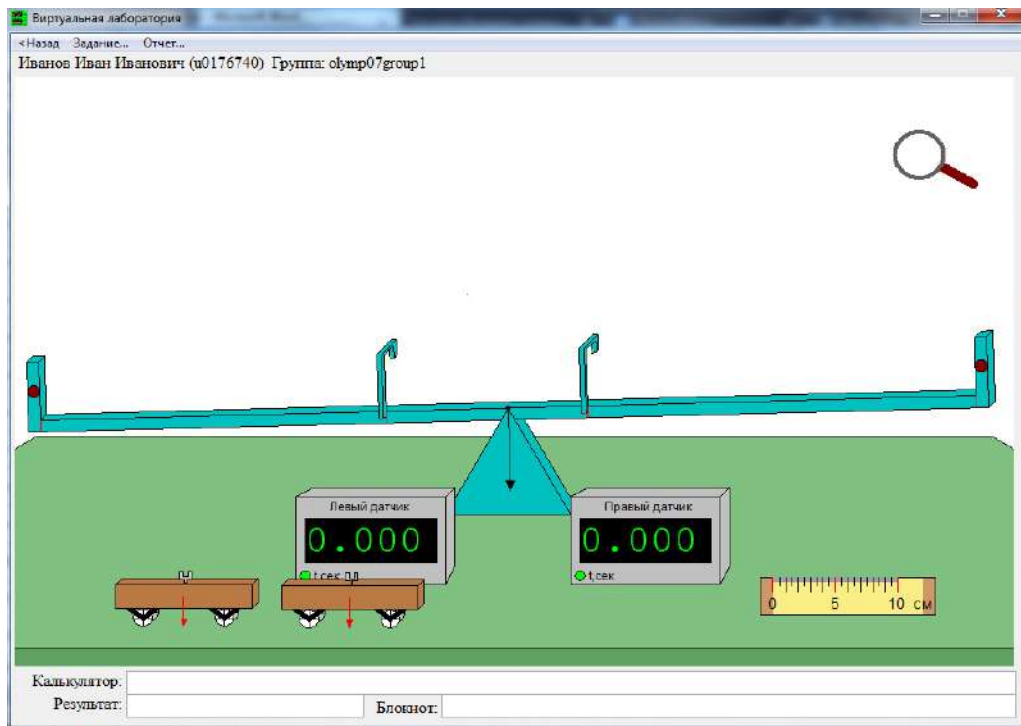 Виртуальная лаборатория
<Назад Задание... Отчет...
Иванов Иван Иванович (u0176740) Группа: olymp07group1
Левый датчик Правый датчик
0.000 0.000
t,сек t,сек
0 5 10 см
Калькулятор:
Результат: Блокнот: